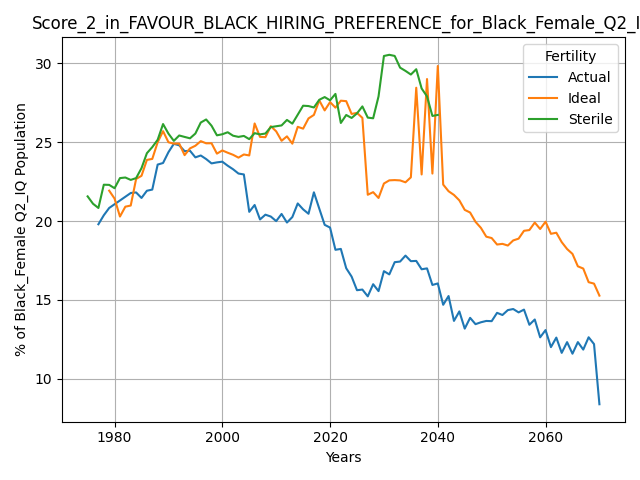 Score_2_in_FAVOUR_BLACK_HIRING_PREFERENCE_for_Black_Female_Q2_I
Fertility
Actual
Ideal
Sterile
% of Black_Female Q2_IQ Population
30
25
20
15
10
1980
2000
2020
2040
2060
Years